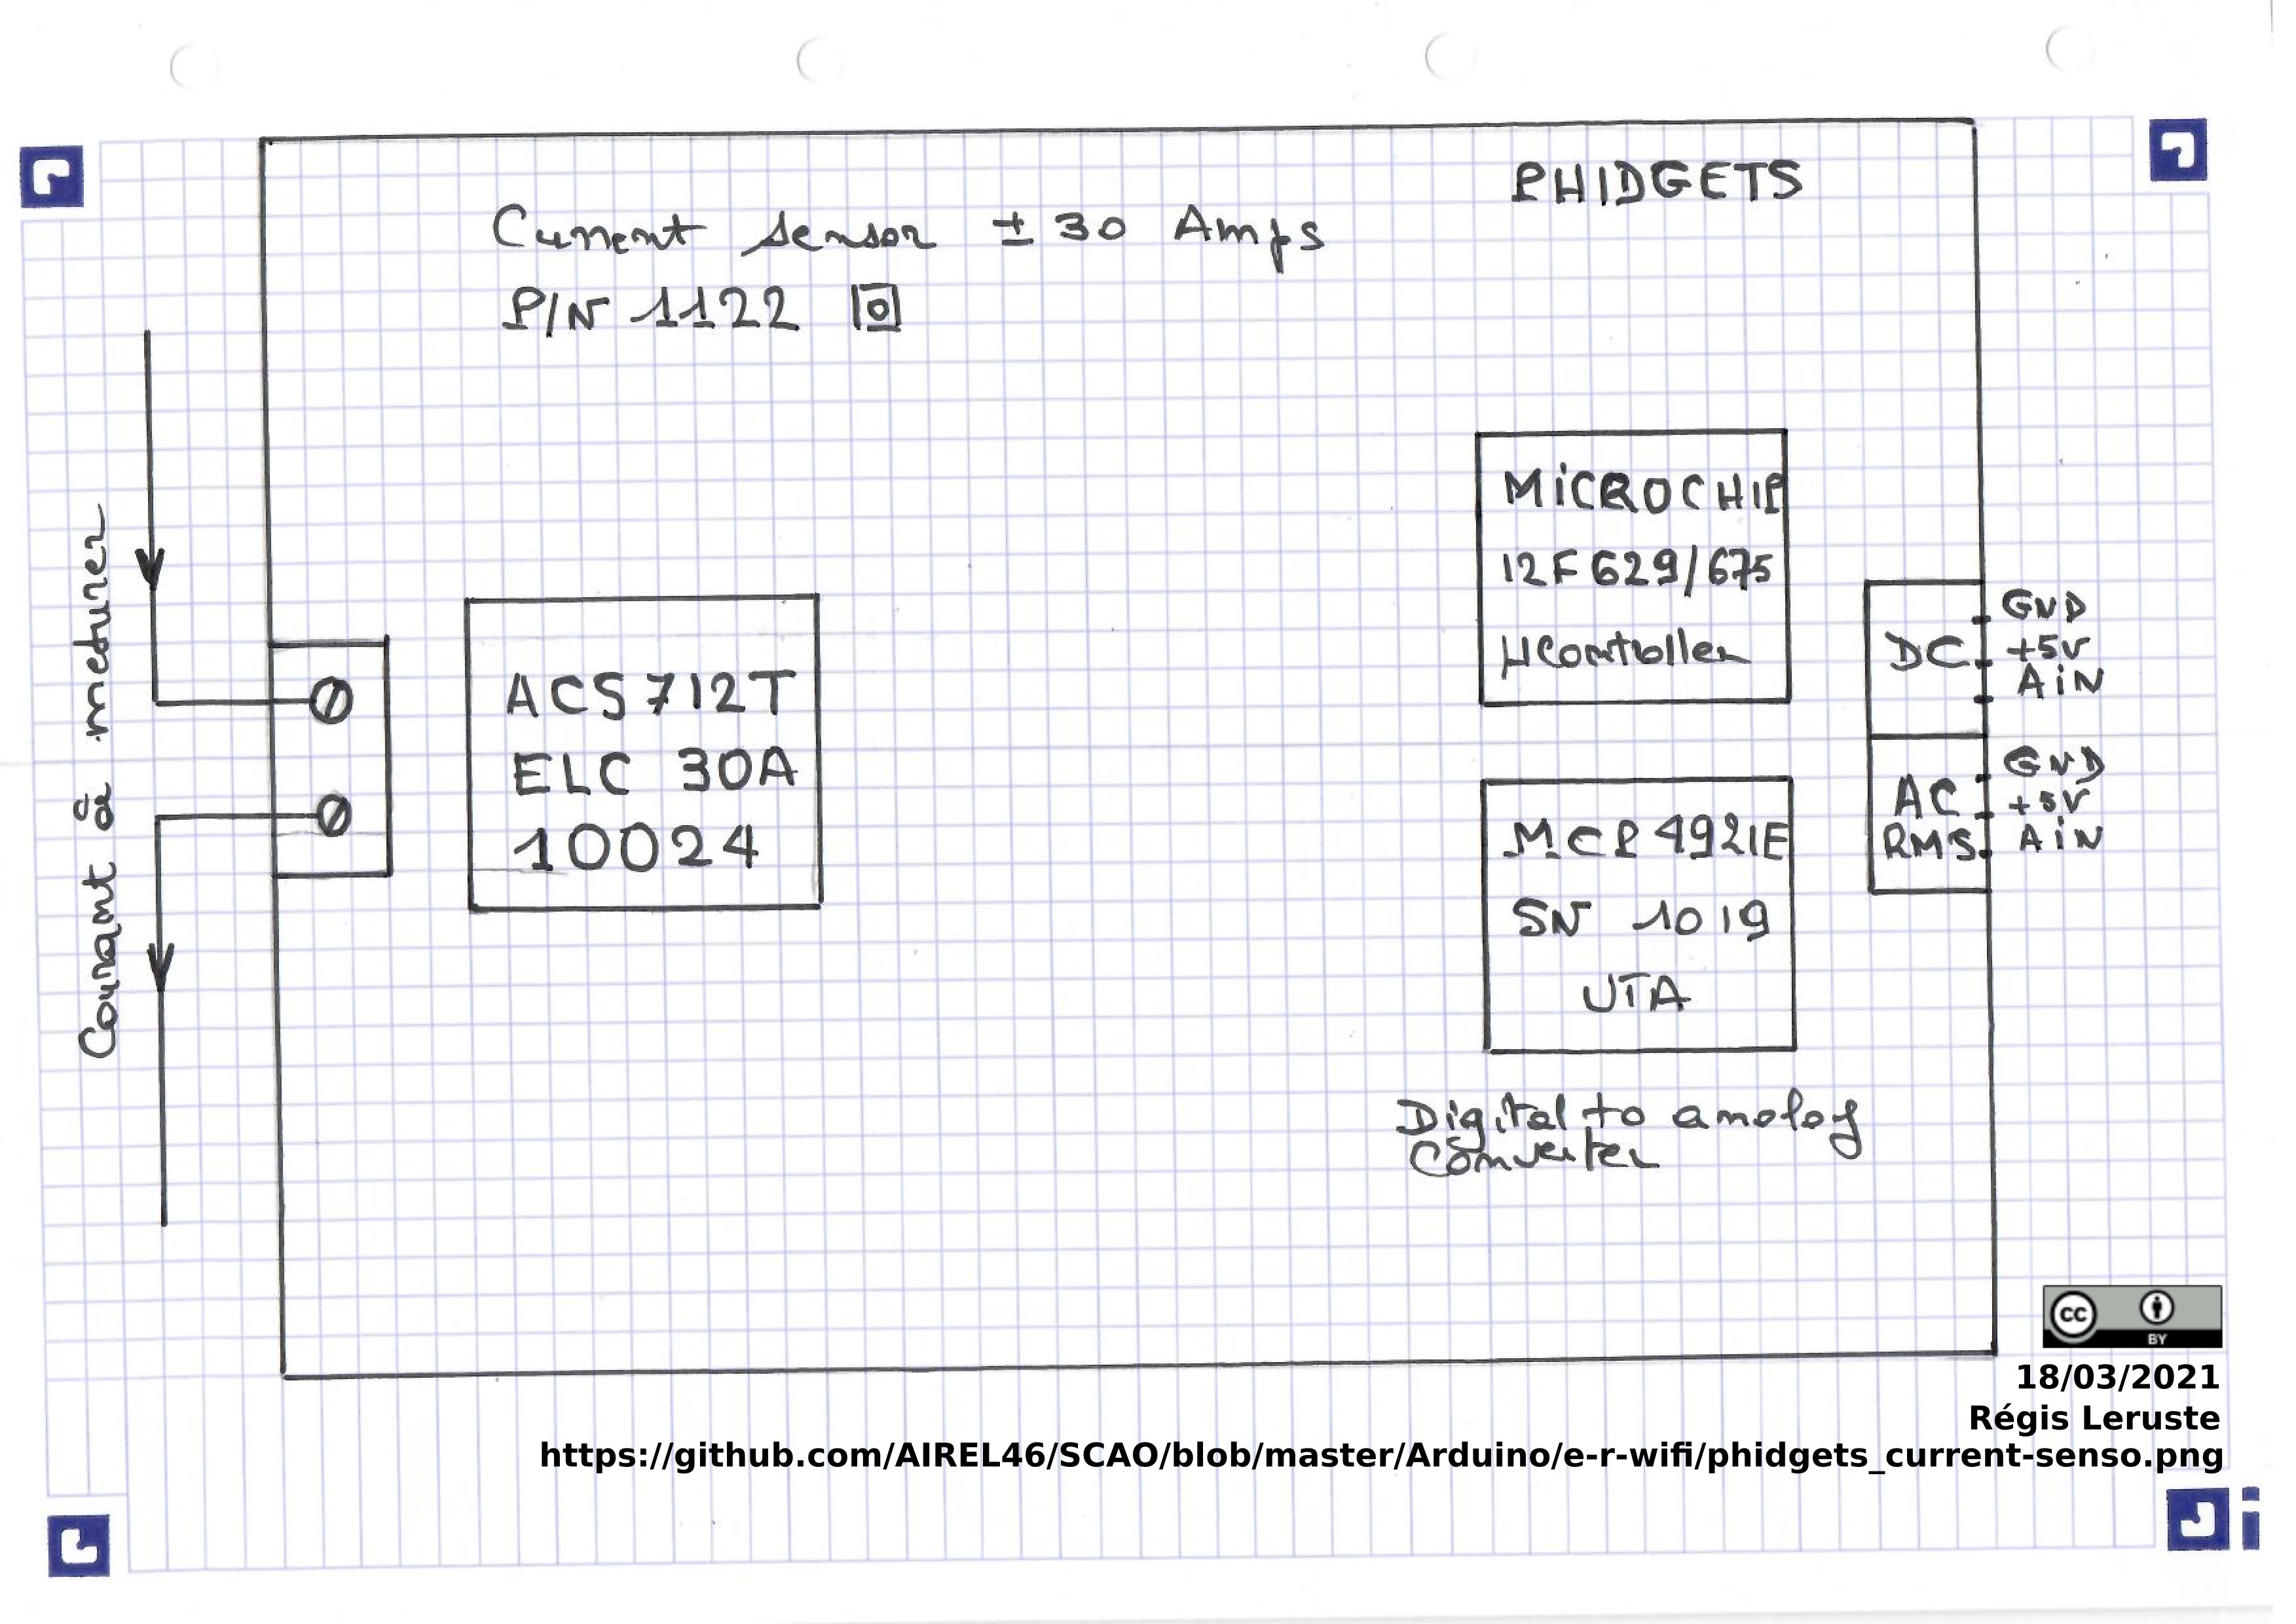 PHIDGETS
Current sensor ± 30 Amps
P/N 1122 0
Courant à mesurer
ACS712T
ELC 30A
10024
MiCROCHIP
12F629/675
µController
MCP4921E
SN 1019
UTA
Digital to analog
Converter
DC
GND
+5V
AiN
AC
RMS
GND
+5V
AiN
CC
BY
18/03/2021
Régis Leruste
https://github.com/AIREL46/SCAO/blob/master/Arduino/e-r-wifi/phidgets_current-senso.png